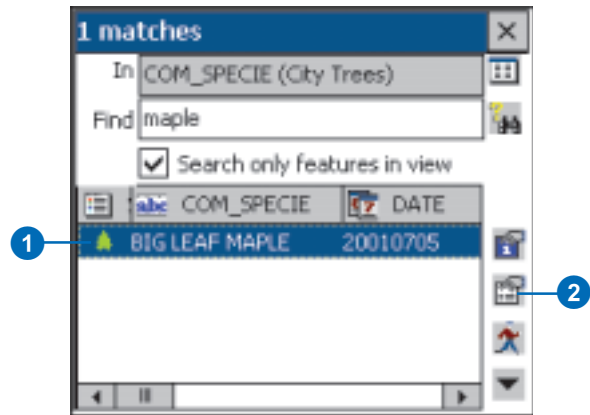 1 matches
In COM_SPECIE (City Trees)
Find maple
Search only features in view
abc COM_SPECIE DATE
1 BIG LEAF MAPLE 20010705
2